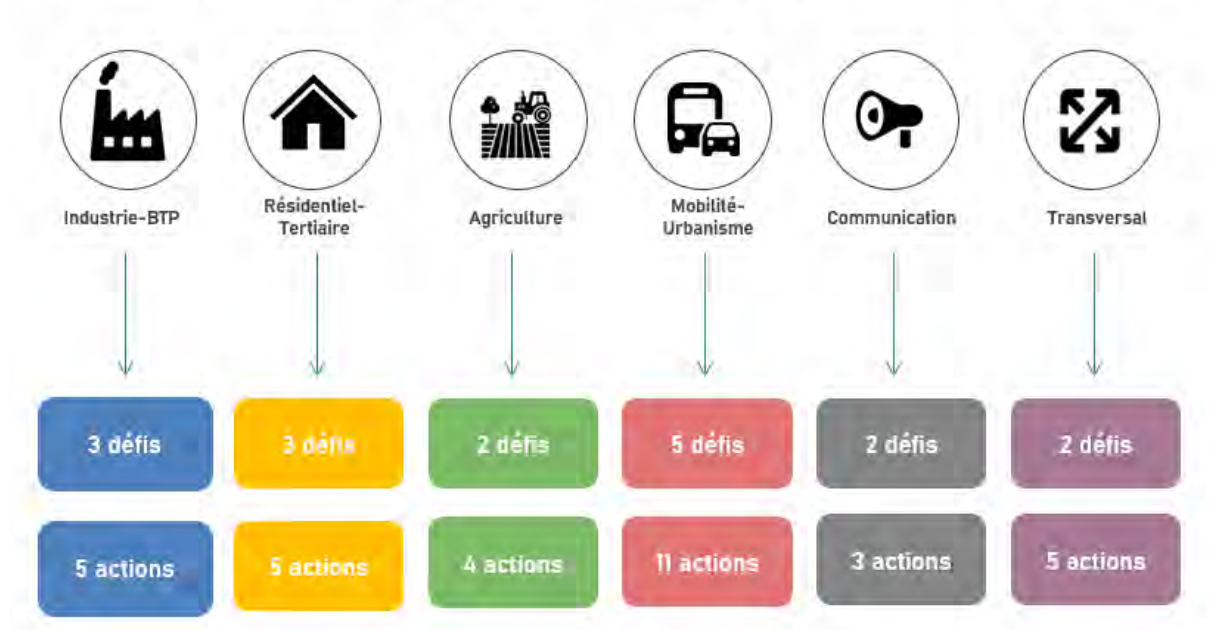 Industrie-BTP
Résidentiel-
Tertiaire
Agriculture
Mobilité-
Urbanisme
Communication
Transversal
3 défis
3 défis
2 défis
5 défis
2 défis
2 défis
5 actions
5 actions
4 actions
11 actions
3 actions
5 actions